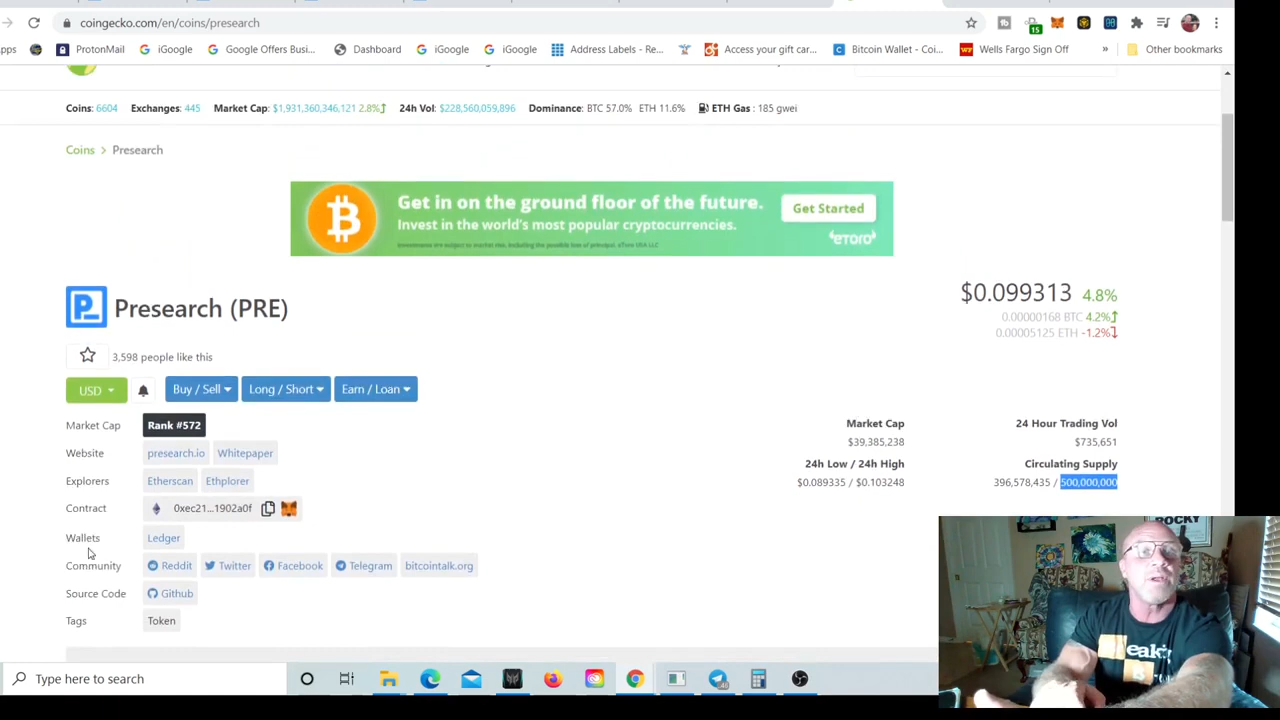 coingecko.com/en/coins/presearch
15
ProtonMail
iGoogle
Google Offers Busi...
Dashboard
iGoogle
iGoogle
Address Labels - Re...
Access your gift car...
Bitcoin Wallet - Coi...
Wells Fargo Sign Off
»
Other bookmarks
Coins: 6604 Exchanges: 445 Market Cap: $1,931,360,346,121 2.8% 24h Vol: $228,560,059,896 Dominance: BTC 57.0% ETH 11.6% ETH Gas: 185 gwei
Coins > Presearch
Get in on the ground floor of the future.
Invest in the world's most popular cryptocurrencies.
Get Started
eToro
Presearch (PRE)
$0.099313 4.8%
0.00000168 BTC 4.2%
0.00005125 ETH -1.2%
3,598 people like this
USD
Buy / Sell
Long / Short
Earn / Loan
Market Cap Rank #572
Website presearch.io Whitepaper
Explorers Etherscan Ethplorer
Contract 0xec21...1902a0f
Wallets Ledger
Community Reddit Twitter Facebook Telegram bitcointalk.org
Source Code Github
Tags Token
Market Cap
$39,385,238
24 Hour Trading Vol
$735,651
24h Low / 24h High
$0.089335 / $0.103248
Circulating Supply
396,578,435 / 500,000,000
ROCKY
Type here to search